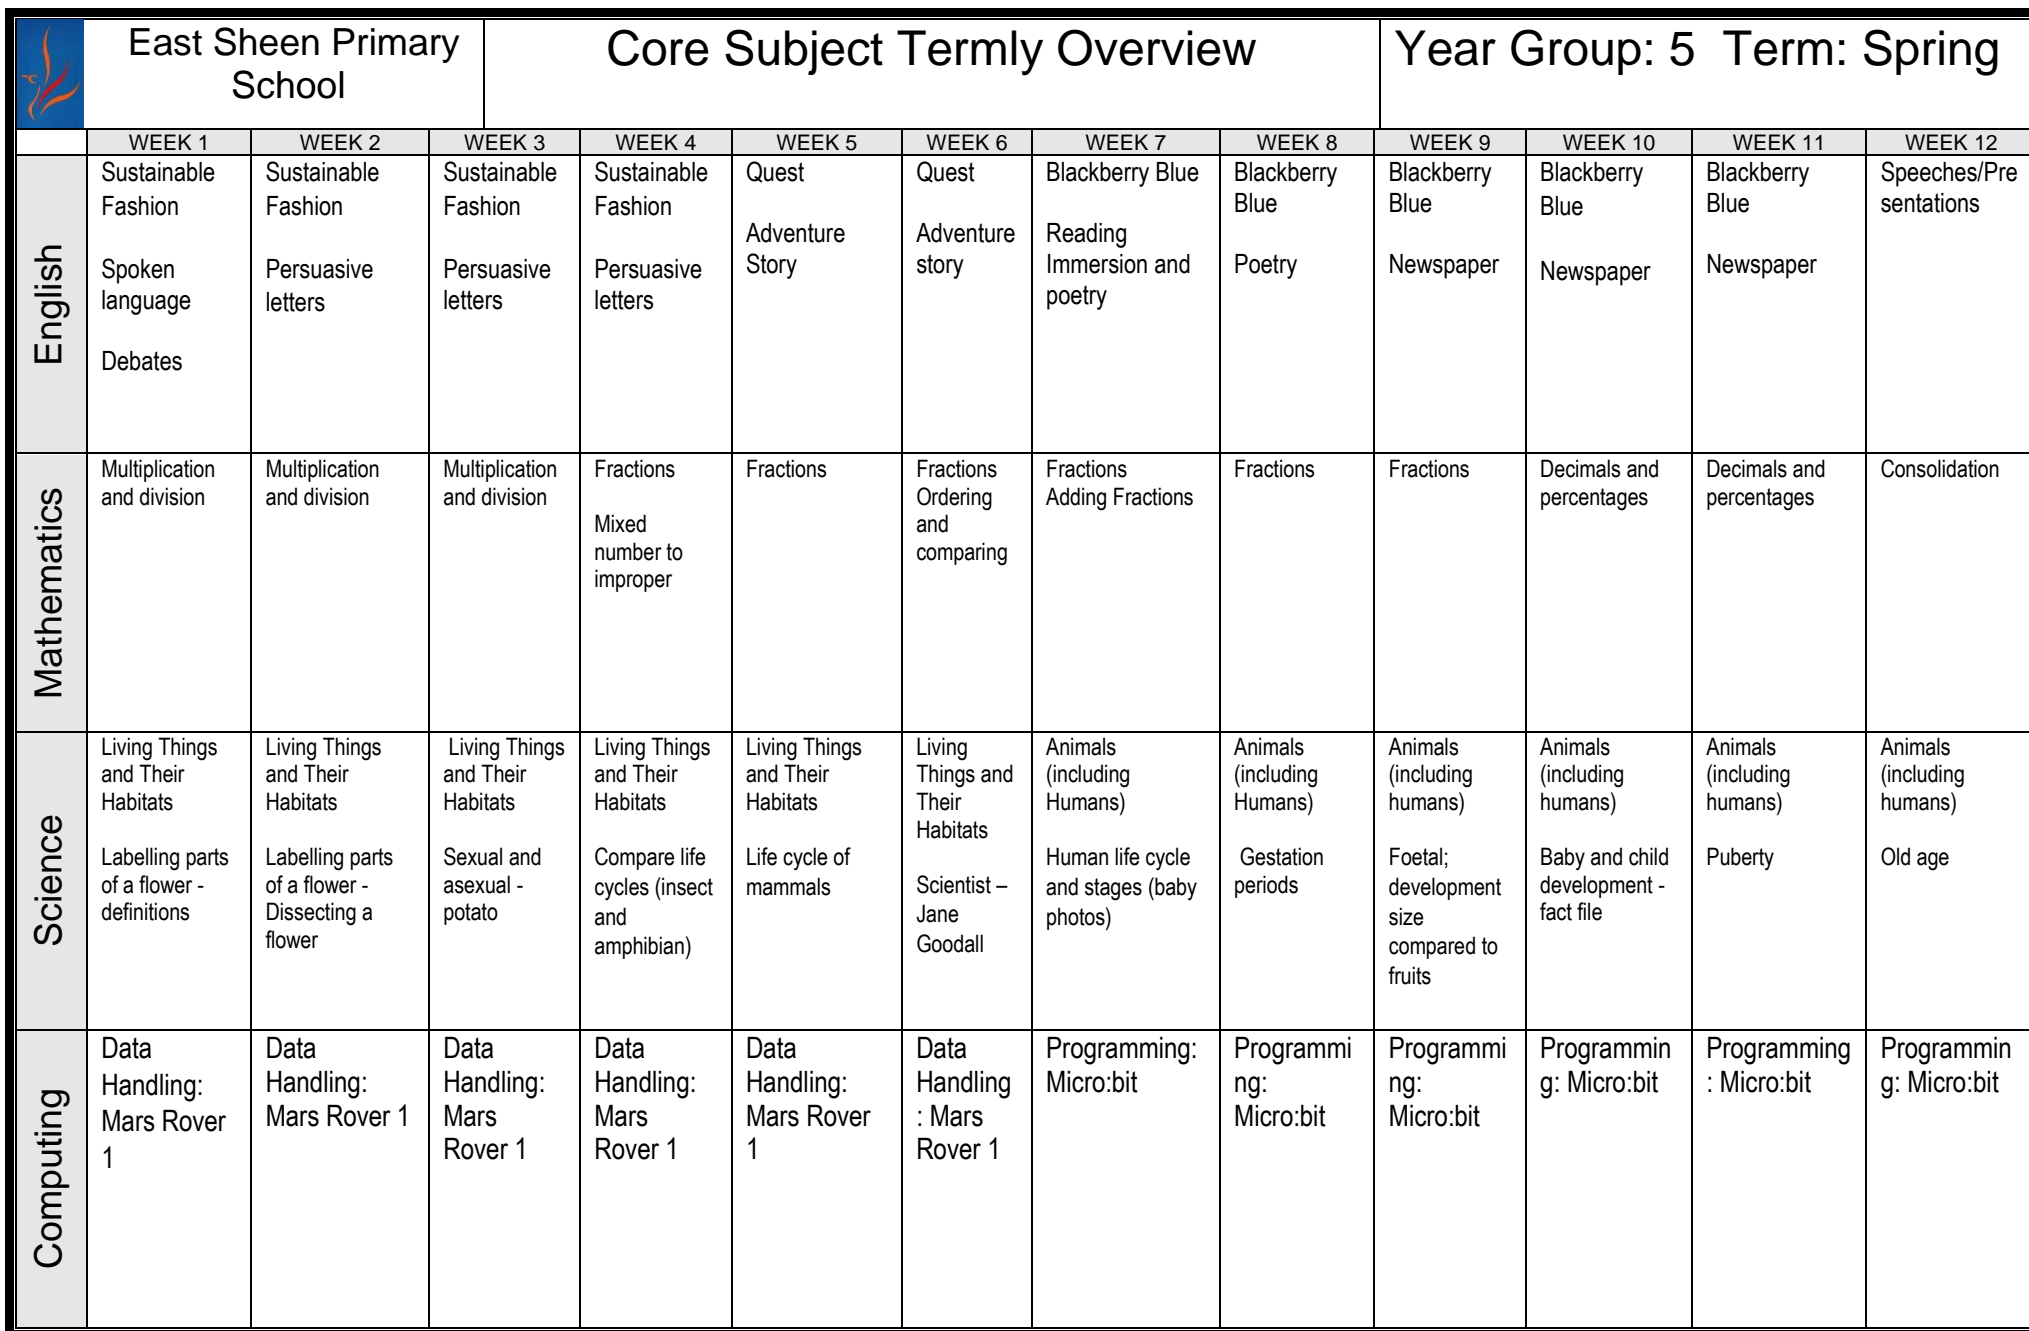 East Sheen Primary
School
Core Subject Termly Overview
Year Group: 5 Term: Spring
WEEK 1
WEEK 2
WEEK 3
WEEK 4
WEEK 5
WEEK 6
WEEK 7
WEEK 8
WEEK 9
WEEK 10
WEEK 11
WEEK 12
English
Sustainable
Fashion
Spoken
language
Debates
Sustainable
Fashion
Persuasive
letters
Sustainable
Fashion
Persuasive
letters
Sustainable
Fashion
Persuasive
letters
Quest
Adventure
Story
Quest
Adventure
story
Blackberry Blue
Reading
Immersion and
poetry
Blackberry
Blue
Poetry
Blackberry
Blue
Newspaper
Blackberry
Blue
Newspaper
Blackberry
Blue
Newspaper
Speeches/Pre
sentations
Mathematics
Multiplication
and division
Multiplication
and division
Multiplication
and division
Fractions
Mixed
number to
improper
Fractions
Fractions
Ordering
and
comparing
Fractions
Adding Fractions
Fractions
Fractions
Decimals and
percentages
Decimals and
percentages
Consolidation
Science
Living Things
and Their
Habitats
Labelling parts
of a flower -
definitions
Living Things
and Their
Habitats
Labelling parts
of a flower -
Dissecting a
flower
Living Things
and Their
Habitats
Sexual and
asexual -
potato
Living Things
and Their
Habitats
Compare life
cycles (insect
and
amphibian)
Living Things
and Their
Habitats
Life cycle of
mammals
Living
Things and
Their
Habitats
Scientist –
Jane
Goodall
Animals
(including
Humans)
Human life cycle
and stages (baby
photos)
Animals
(including
Humans)
Gestation
periods
Animals
(including
humans)
Foetal;
development
size
compared to
fruits
Animals
(including
humans)
Baby and child
development -
fact file
Animals
(including
humans)
Puberty
Animals
(including
humans)
Old age
Computing
Data
Handling:
Mars Rover
1
Data
Handling:
Mars Rover 1
Data
Handling:
Mars
Rover 1
Data
Handling:
Mars
Rover 1
Data
Handling:
Mars Rover
1
Data
Handling
: Mars
Rover 1
Programming:
Micro:bit
Programmi
ng:
Micro:bit
Programmi
ng:
Micro:bit
Programmin
g: Micro:bit
Programming
: Micro:bit
Programmin
g: Micro:bit